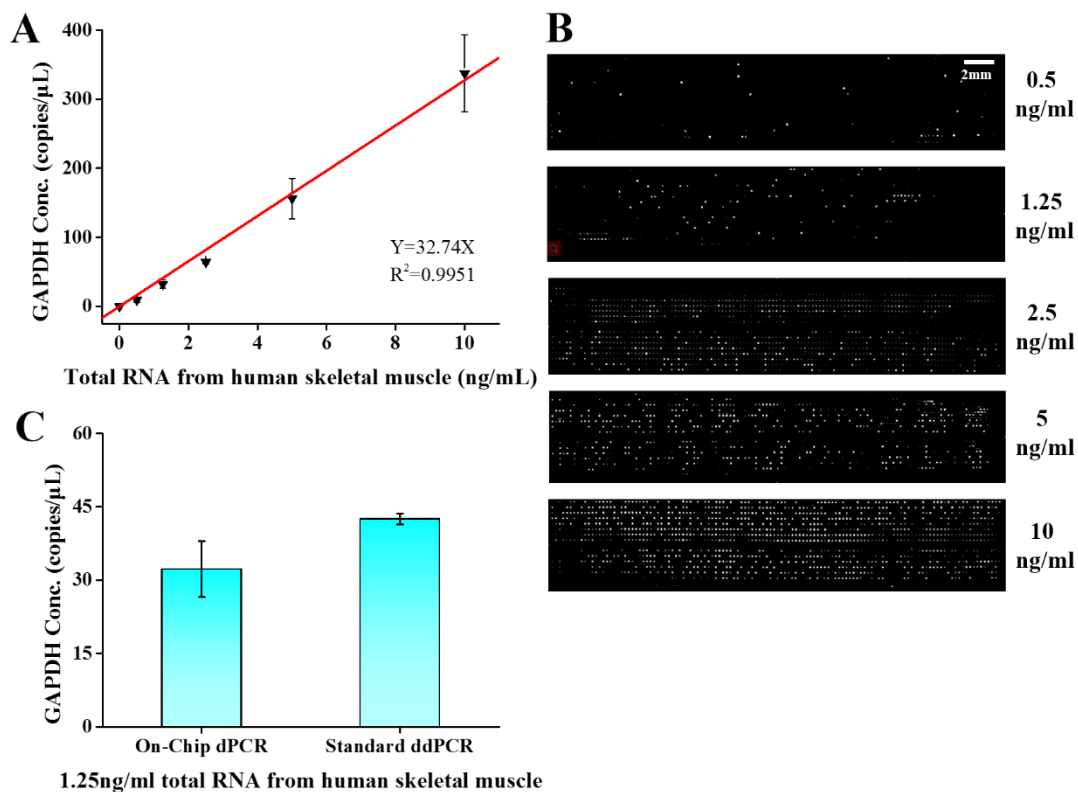 A
400
300
200
100
0
GAPDH Conc. (copies/μL)
Y=32.74X
R²=0.9951
0 2 4 6 8 10
Total RNA from human skeletal muscle (ng/mL)
B
2mm
0.5
ng/ml
1.25
ng/ml
2.5
ng/ml
5
ng/ml
10
ng/ml
C
60
45
30
15
0
GAPDH Conc. (copies/μL)
On-Chip dPCR Standard ddPCR
1.25ng/ml total RNA from human skeletal muscle